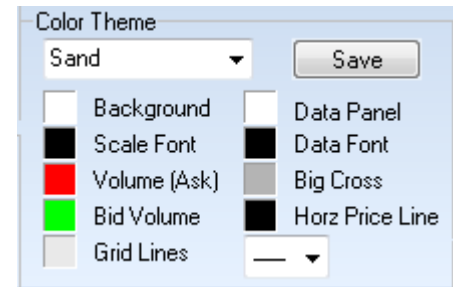 Color Theme
Sand Save
Background Data Panel
Scale Font Data Font
Volume (Ask) Big Cross
Bid Volume Horz Price Line
Grid Lines